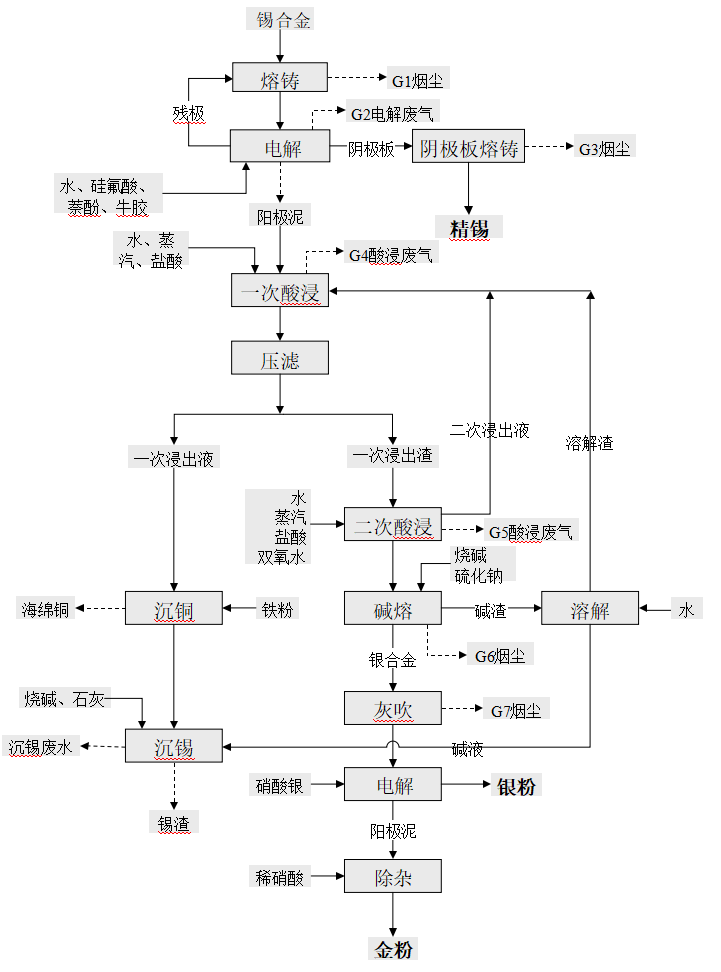 锡合金
熔铸
G1烟尘
残极
G2电解废气
电解
阴极板
阴极板熔铸
G3烟尘
水、硅氟酸、
萘酚、牛胶
阳极泥
精锡
水、蒸
汽、盐酸
G4酸浸废气
一次酸浸
压滤
二次浸出液
溶解渣
一次浸出液
一次浸出渣
水
蒸汽
盐酸
双氧水
二次酸浸
G5酸浸废气
烧碱
硫化钠
海绵铜
沉铜
铁粉
碱熔
碱渣
溶解
水
银合金
G6烟尘
烧碱、石灰
灰吹
G7烟尘
沉锡废水
沉锡
碱液
硝酸银
电解
银粉
锡渣
阳极泥
稀硝酸
除杂
金粉